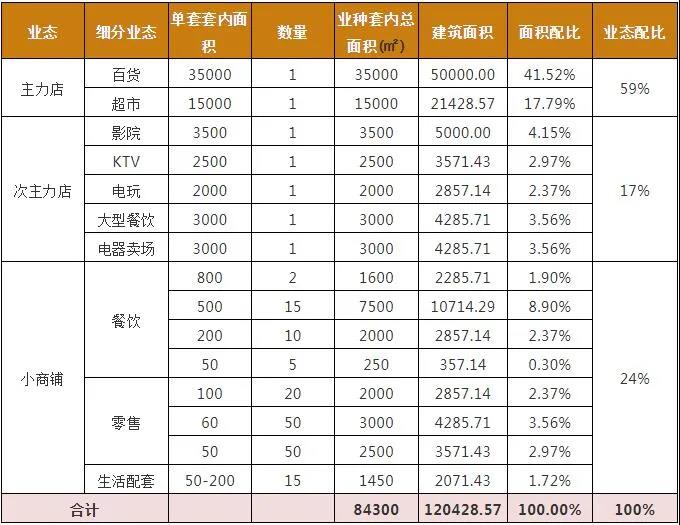 业态 细分业态 单套套内面积 数量 业种套内总面积(㎡) 建筑面积 面积配比 业态配比
主力店 百货 35000 1 35000 50000.00 41.52% 59%
超市 15000 1 15000 21428.57 17.79%
次主力店 影院 3500 1 3500 5000.00 4.15% 17%
KTV 2500 1 2500 3571.43 2.97%
电玩 2000 1 2000 2857.14 2.37%
大型餐饮 3000 1 3000 4285.71 3.56%
电器卖场 3000 1 3000 4285.71 3.56%
小商铺 餐饮 800 2 1600 2285.71 1.90% 24%
500 15 7500 10714.29 8.90%
200 10 2000 2857.14 2.37%
50 5 250 357.14 0.30%
零售 100 20 2000 2857.14 2.37%
60 50 3000 4285.71 3.56%
50 50 2500 3571.43 2.97%
生活配套 50-200 15 1450 2071.43 1.72%
合计 84300 120428.57 100.00% 100%